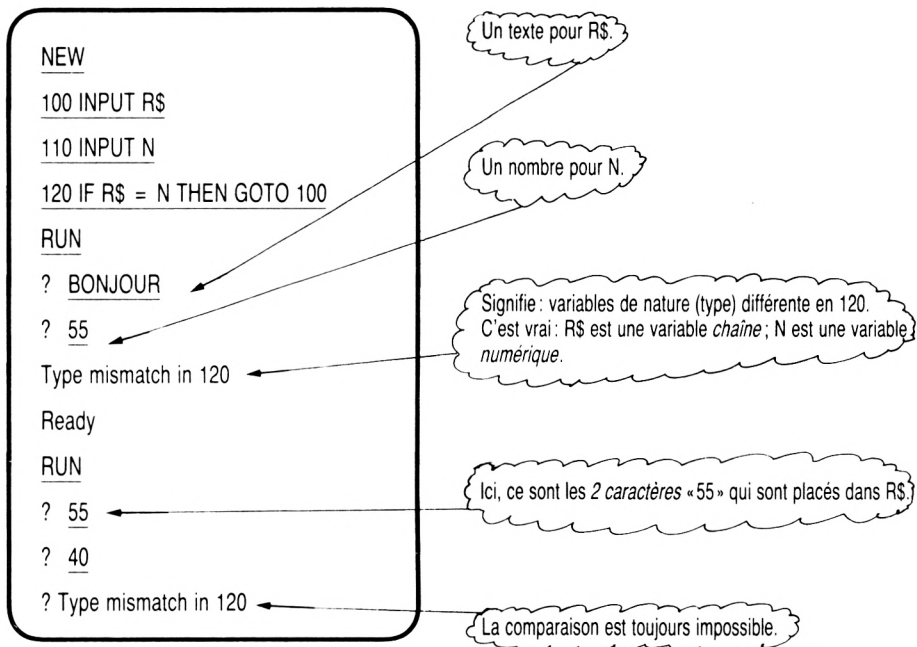 NEW
100 INPUT R$
110 INPUT N
120 IF R$ = N THEN GOTO 100
RUN
? BONJOUR
? 55
Type mismatch in 120
Ready
RUN
? 55
? 40
? Type mismatch in 120
Un texte pour R$.
Un nombre pour N.
Signifie : variables de nature (type) différente en 120.
C'est vrai : R$ est une variable chaîne ; N est une variable
numérique.
Ici, ce sont les 2 caractères «55» qui sont placés dans R$.
La comparaison est toujours impossible.